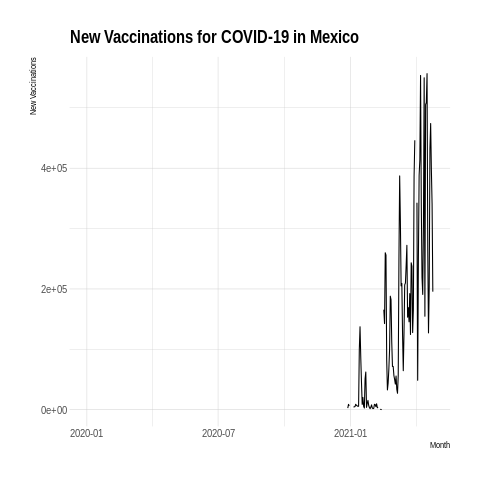 New Vaccinations for COVID-19 in Mexico
New Vaccinations
4e+05
2e+05
0e+00
2020-01
2020-07
2021-01
Month